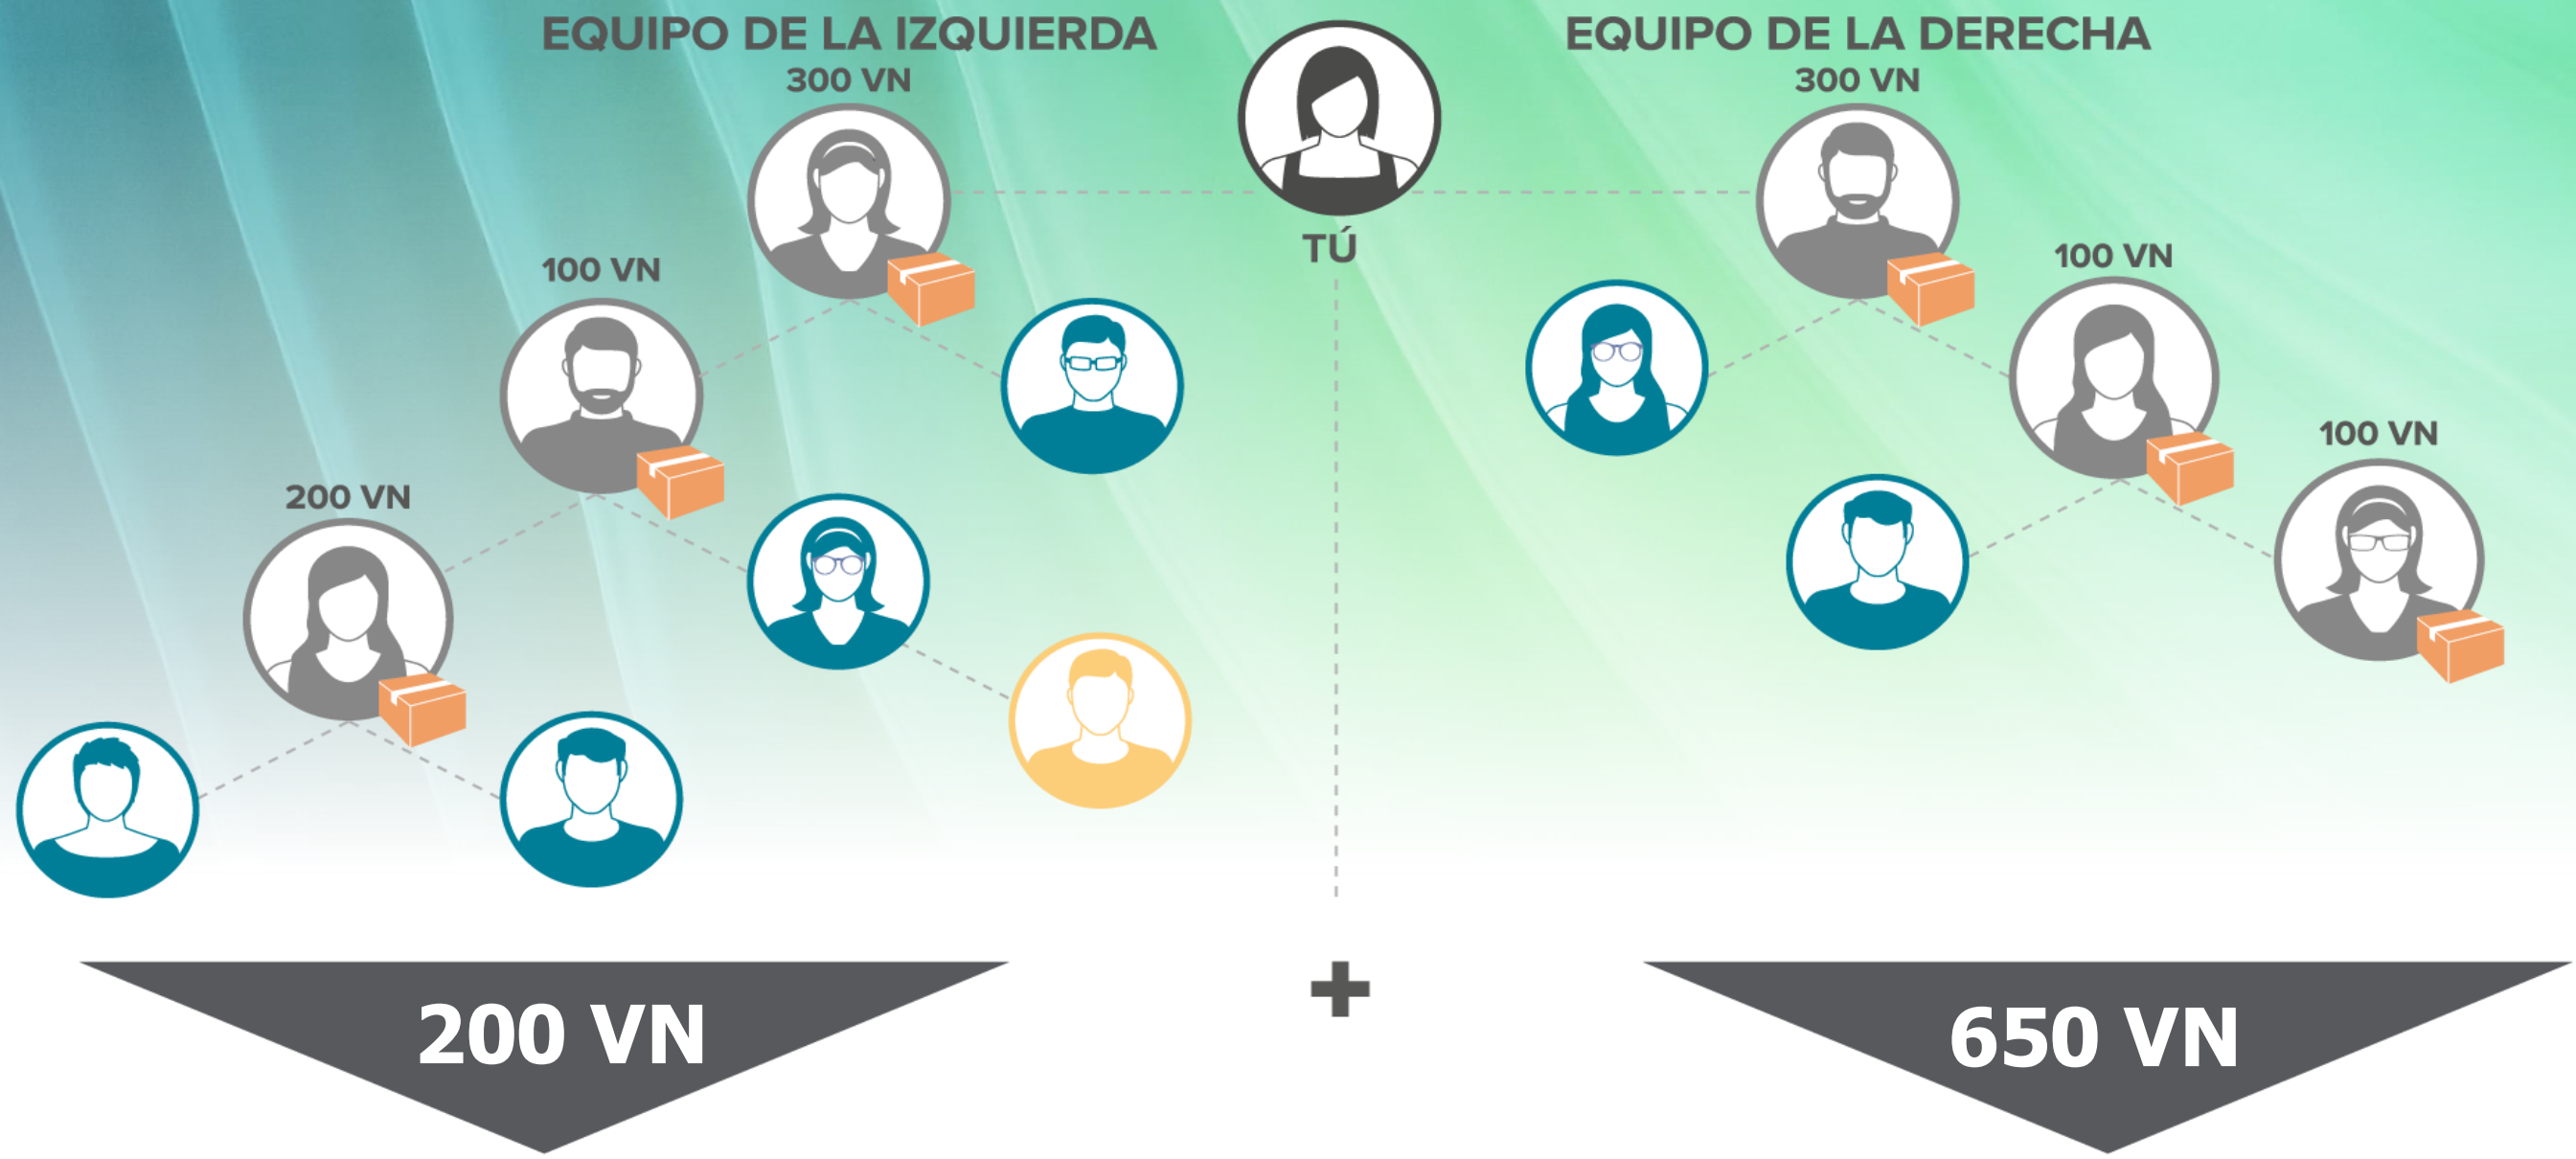 EQUIPO DE LA IZQUIERDA
300 VN
EQUIPO DE LA DERECHA
300 VN
TÚ
100 VN
100 VN
200 VN
100 VN
200 VN
+
650 VN